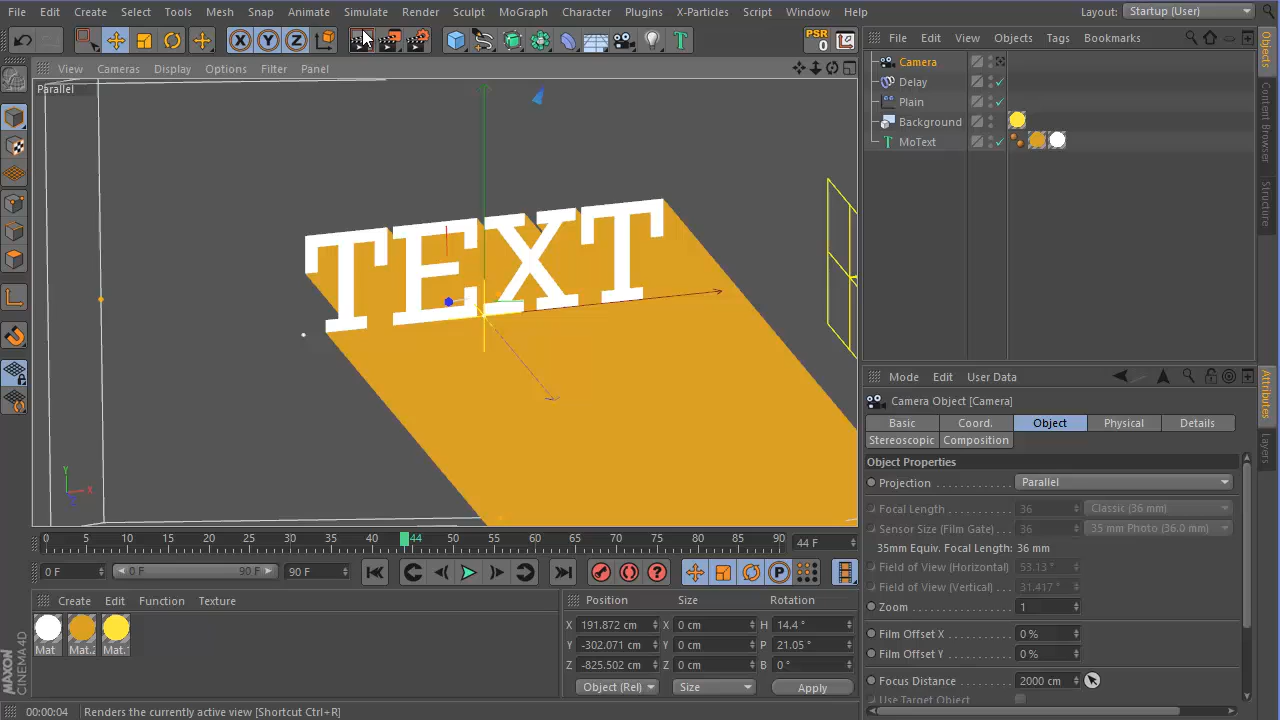 File Edit Create Select Tools Mesh Snap Animate Simulate Render Sculpt MoGraph Character Plugins X-Particles Script Window Help Layout: Startup (User)
X Y Z PSR 0 File Edit View Objects Tags Bookmarks
View Cameras Display Options Filter Panel
Parallel
Camera
Delay
Plain
Background
T MoText
Objects
Content Browser
Structure
TEXT
Y
X
Z
Mode Edit User Data
Camera Object [Camera]
Basic Coord. Object Physical Details
Stereoscopic Composition
Object Properties
Projection Parallel
Focal Length 36 Classic (36 mm)
Sensor Size (Film Gate) 36 35 mm Photo (36.0 mm)
35mm Equiv. Focal Length: 36 mm
Field of View (Horizontal) 53.13 °
Field of View (Vertical) 31.417 °
Zoom 1
Film Offset X 0 %
Film Offset Y 0 %
Focus Distance 2000 cm
Use Target Object
Attributes
Layers
0 5 10 15 20 25 30 35 40 44 50 55 60 65 70 75 80 85 90 44 F
0 F 0 F 90 F 90 F P
Create Edit Function Texture
Mat Mat.2 Mat.1
Position Size Rotation
X 191.872 cm X 0 cm H 14.4 °
Y -302.071 cm Y 0 cm P 21.05 °
Z -825.502 cm Z 0 cm B 0 °
Object (Rel) Size Apply
MAXON
CINEMA 4D
00:00:04 Renders the currently active view [Shortcut Ctrl+R]